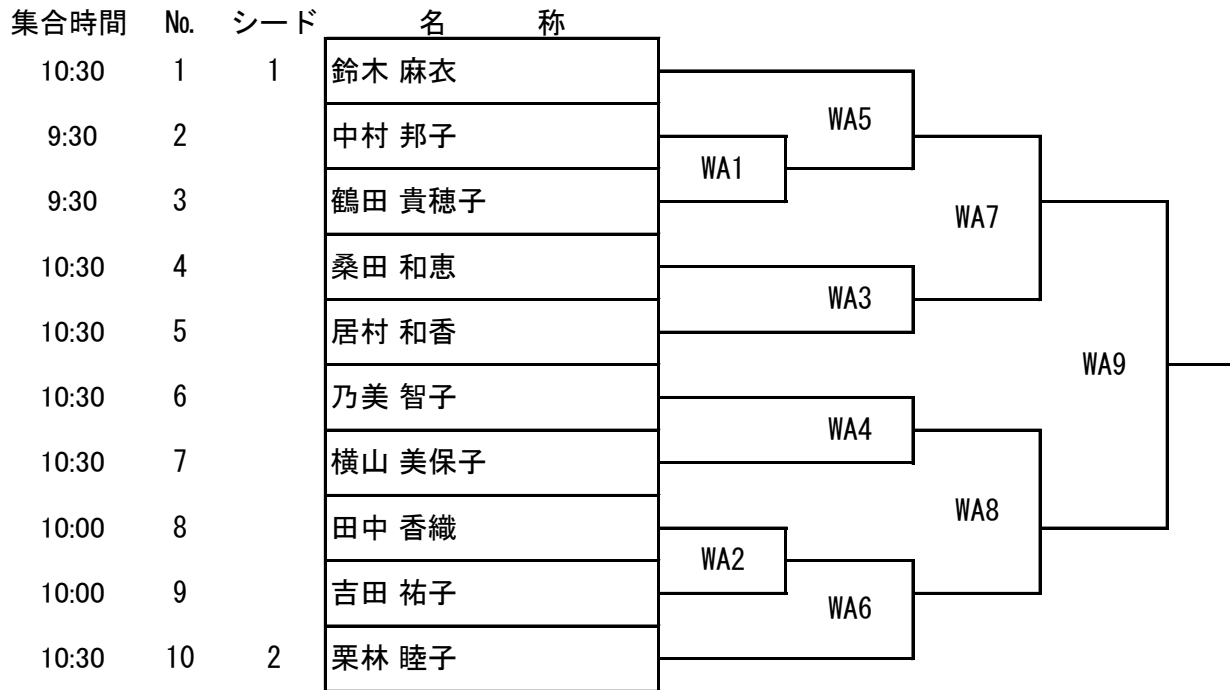 集合時間 No. シード 名 称
10:30 1 1 鈴木 麻衣
9:30 2 中村 邦子
9:30 3 鶴田 貴穂子
10:30 4 桑田 和恵
10:30 5 居村 和香
10:30 6 乃美 智子
10:30 7 横山 美保子
10:00 8 田中 香織
10:00 9 吉田 祐子
10:30 10 2 栗林 睦子
WA5
WA1
WA7
WA3
WA9
WA4
WA8
WA2
WA6